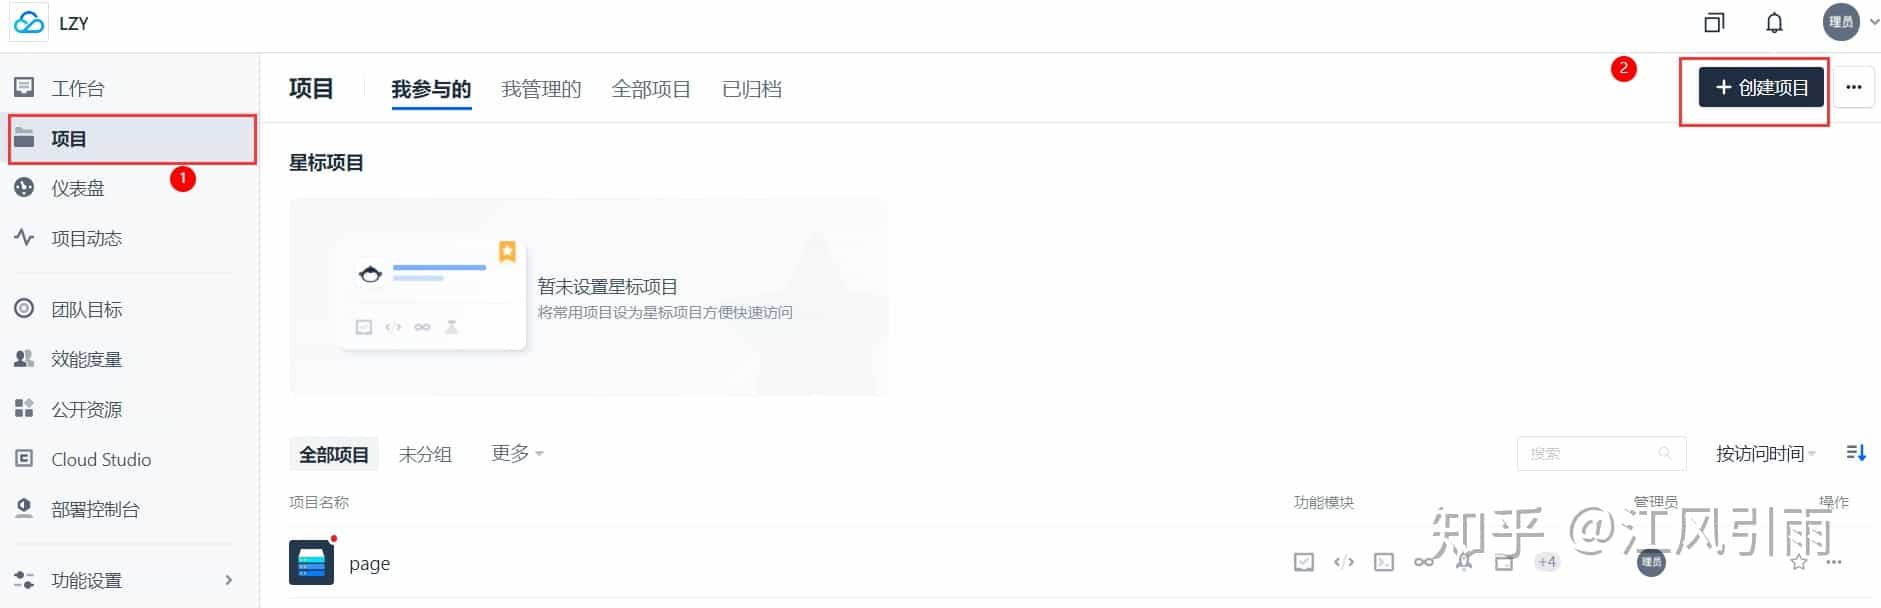 LZY
理员
工作台
项目
1
仪表盘
项目动态
团队目标
效能度量
公开资源
Cloud Studio
部署控制台
功能设置
项目 我参与的 我管理的 全部项目 已归档
2
+ 创建项目
星标项目
暂未设置星标项目
将常用项目设为星标项目方便快速访问
全部项目 未分组 更多
搜索
按访问时间
项目名称 功能模块 管理员 操作
page
+4
理员
知乎 @江风引雨